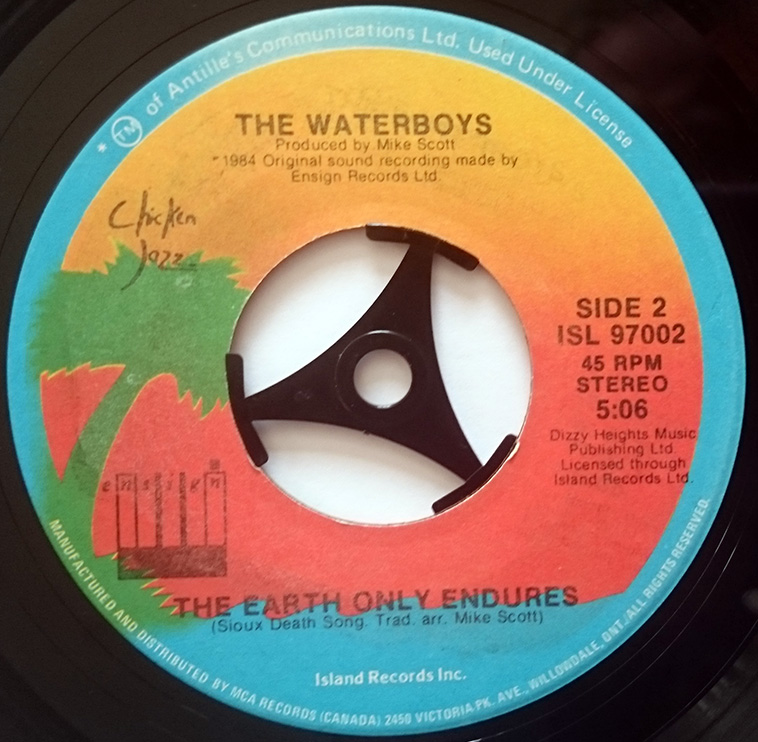 * TM of Antille's Communications Ltd. Used Under License
THE WATERBOYS
Produced by Mike Scott
1984 Original sound recording made by
Ensign Records Ltd.
Chicken
Jazz
SIDE 2
ISL 97002
45 RPM
STEREO
5:06
Dizzy Heights Music
Publishing Ltd.
Licensed through
Island Records Ltd.
THE EARTH ONLY ENDURES
(Sioux Death Song. Trad. arr. Mike Scott)
Island Records Inc.
MANUFACTURED AND DISTRIBUTED BY MCA RECORDS (CANADA) 2450 VICTORIA PK. AVE., WILLOWDALE, ONT./ALL RIGHTS RESERVED.